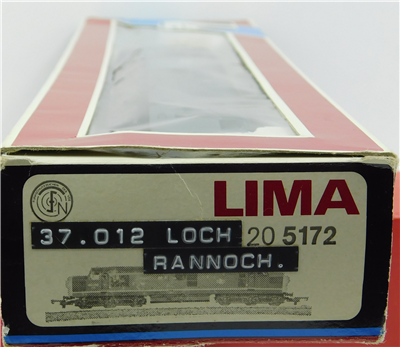 LIMA
37.012 LOCH
20 5172
RANNOCH.